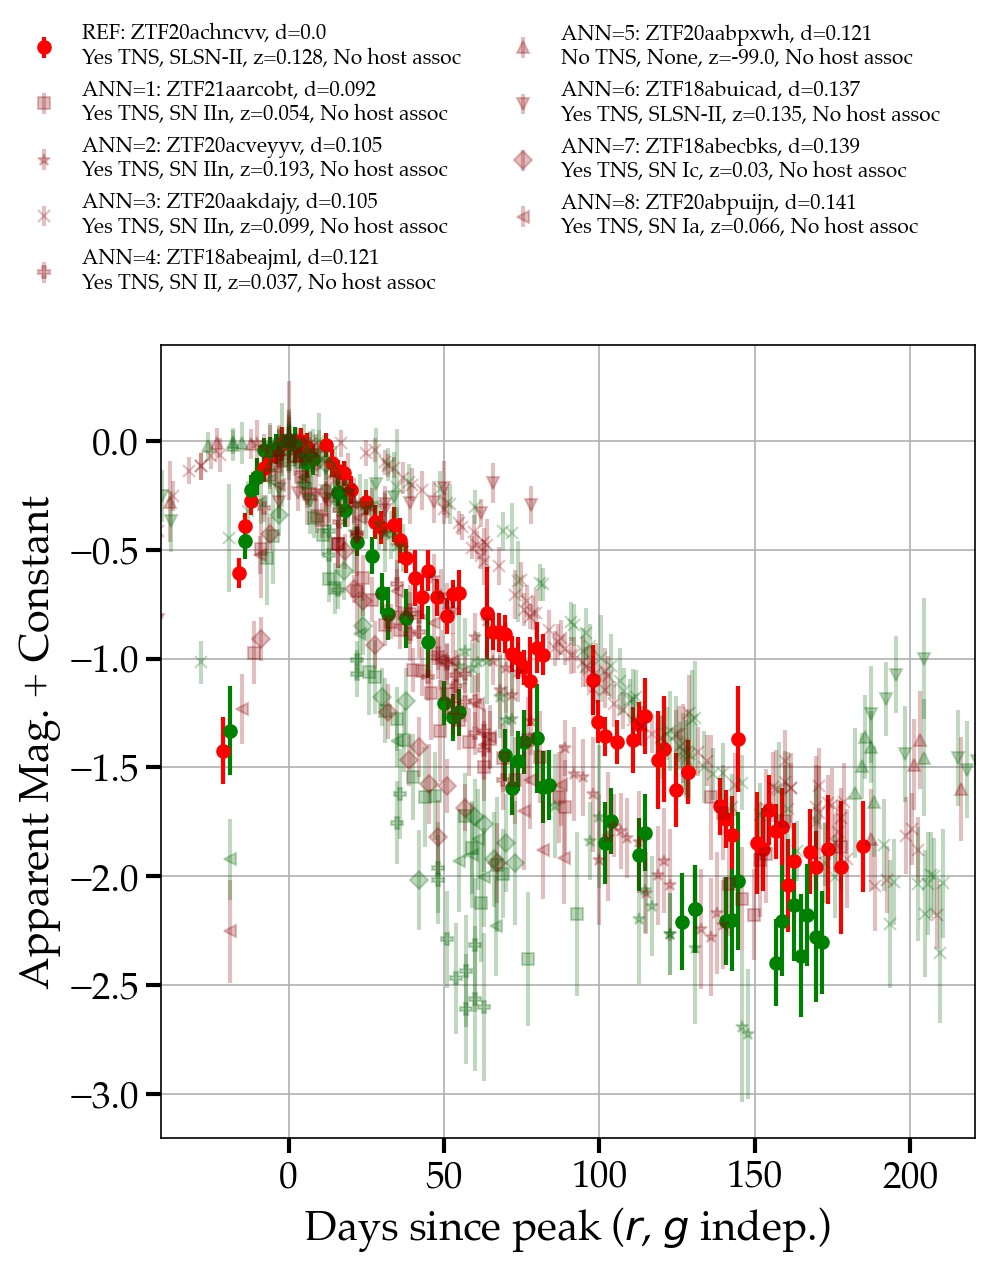 REF: ZTF20achncvv, d=0.0
Yes TNS, SLSN-II, z=0.128, No host assoc
ANN=1: ZTF21aarcobt, d=0.092
Yes TNS, SN IIn, z=0.054, No host assoc
ANN=2: ZTF20acveyyv, d=0.105
Yes TNS, SN IIn, z=0.193, No host assoc
ANN=3: ZTF20aakdajy, d=0.105
Yes TNS, SN IIn, z=0.099, No host assoc
ANN=4: ZTF18abeajml, d=0.121
Yes TNS, SN II, z=0.037, No host assoc
ANN=5: ZTF20aabpxwh, d=0.121
No TNS, None, z=-99.0, No host assoc
ANN=6: ZTF18abuicad, d=0.137
Yes TNS, SLSN-II, z=0.135, No host assoc
ANN=7: ZTF18abecbks, d=0.139
Yes TNS, SN Ic, z=0.03, No host assoc
ANN=8: ZTF20abpuijn, d=0.141
Yes TNS, SN Ia, z=0.066, No host assoc
Apparent Mag. + Constant
0.0
−0.5
−1.0
−1.5
−2.0
−2.5
−3.0
0 50 100 150 200
Days since peak (r, g indep.)